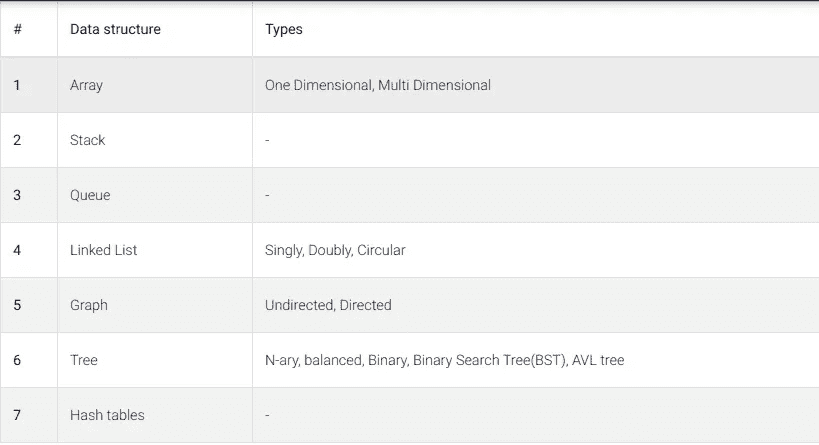 # Data structure Types
1 Array One Dimensional, Multi Dimensional
2 Stack -
3 Queue -
4 Linked List Singly, Doubly, Circular
5 Graph Undirected, Directed
6 Tree N-ary, balanced, Binary, Binary Search Tree(BST), AVL tree
7 Hash tables -